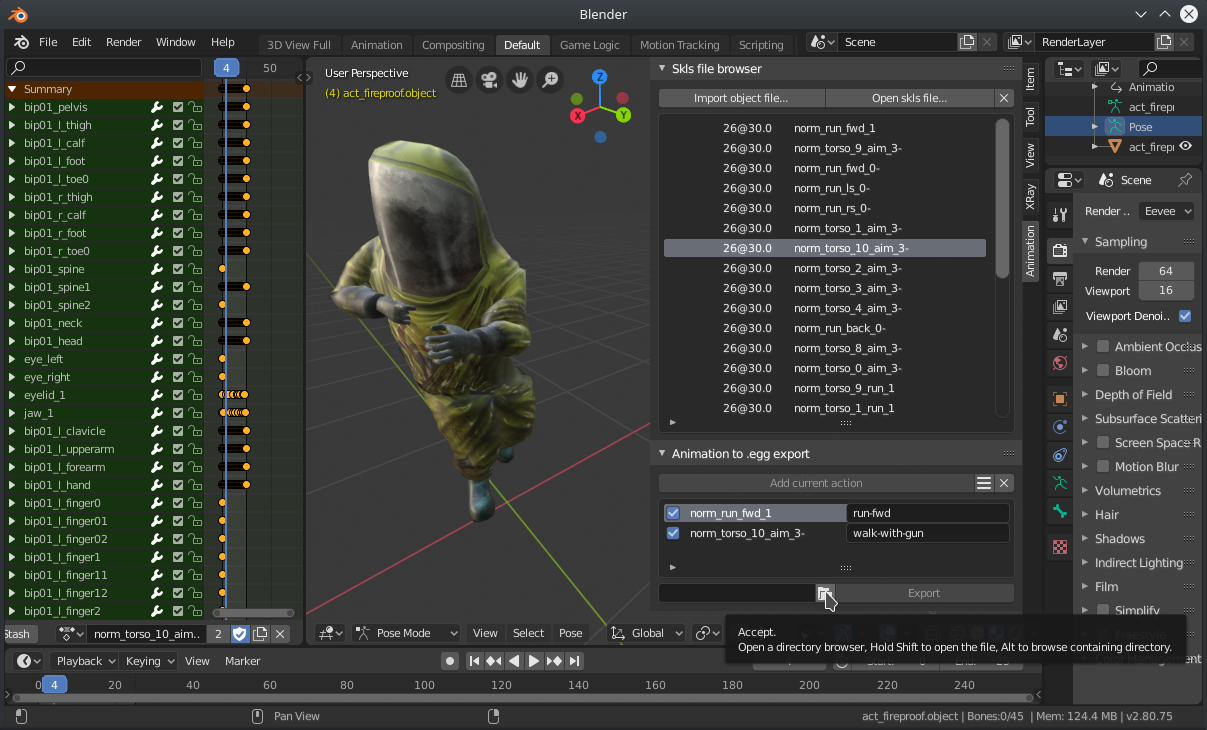 Blender
File Edit Render Window Help
3D View Full Animation Compositing Default Game Logic Motion Tracking Scripting
Scene
RenderLayer
4 50
Summary
bip01_pelvis
bip01_l_thigh
bip01_l_calf
bip01_l_foot
bip01_l_toe0
bip01_r_thigh
bip01_r_calf
bip01_r_foot
bip01_r_toe0
bip01_spine
bip01_spine1
bip01_spine2
bip01_neck
bip01_head
eye_left
eye_right
eyelid_1
jaw_1
bip01_l_clavicle
bip01_l_upperarm
bip01_l_forearm
bip01_l_hand
bip01_l_finger0
bip01_l_finger01
bip01_l_finger02
bip01_l_finger1
bip01_l_finger11
bip01_l_finger12
bip01_l_finger2
Stash norm_torso_10_aim.. 2
User Perspective
(4) act_fireproof.object
Z
X
Y
Pose Mode View Select Pose Global
Skls file browser
Import object file... Open skls file...
26@30.0 norm_run_fwd_1
26@30.0 norm_torso_9_aim_3-
26@30.0 norm_run_fwd_0-
26@30.0 norm_run_ls_0-
26@30.0 norm_run_rs_0-
26@30.0 norm_torso_1_aim_3-
26@30.0 norm_torso_10_aim_3-
26@30.0 norm_torso_2_aim_3-
26@30.0 norm_torso_3_aim_3-
26@30.0 norm_torso_4_aim_3-
26@30.0 norm_run_back_0-
26@30.0 norm_torso_8_aim_3-
26@30.0 norm_torso_0_aim_3-
26@30.0 norm_torso_9_run_1
26@30.0 norm_torso_1_run_1
Animation to .egg export
Add current action
norm_run_fwd_1 run-fwd
norm_torso_10_aim_3- walk-with-gun
Export
Accept.
Open a directory browser, Hold Shift to open the file, Alt to browse containing directory.
Item
Tool
View
XRay
Animation
Animatio
act_firepr
Pose
act_firepr
Scene
Render .. Eevee
Sampling
Render 64
Viewport 16
Viewport Denoi..
Ambient Occlus
Bloom
Depth of Field
Subsurface Scatteri
Screen Space R
Motion Blur
Volumetrics
Hair
Shadows
Indirect Lighting
Film
Simplify
Playback Keying View Marker
0 4 20 40 60 80 100 120 140 160 180 200 220 240
Pan View
act_fireproof.object | Bones:0/45 | Mem: 124.4 MB | v2.80.75